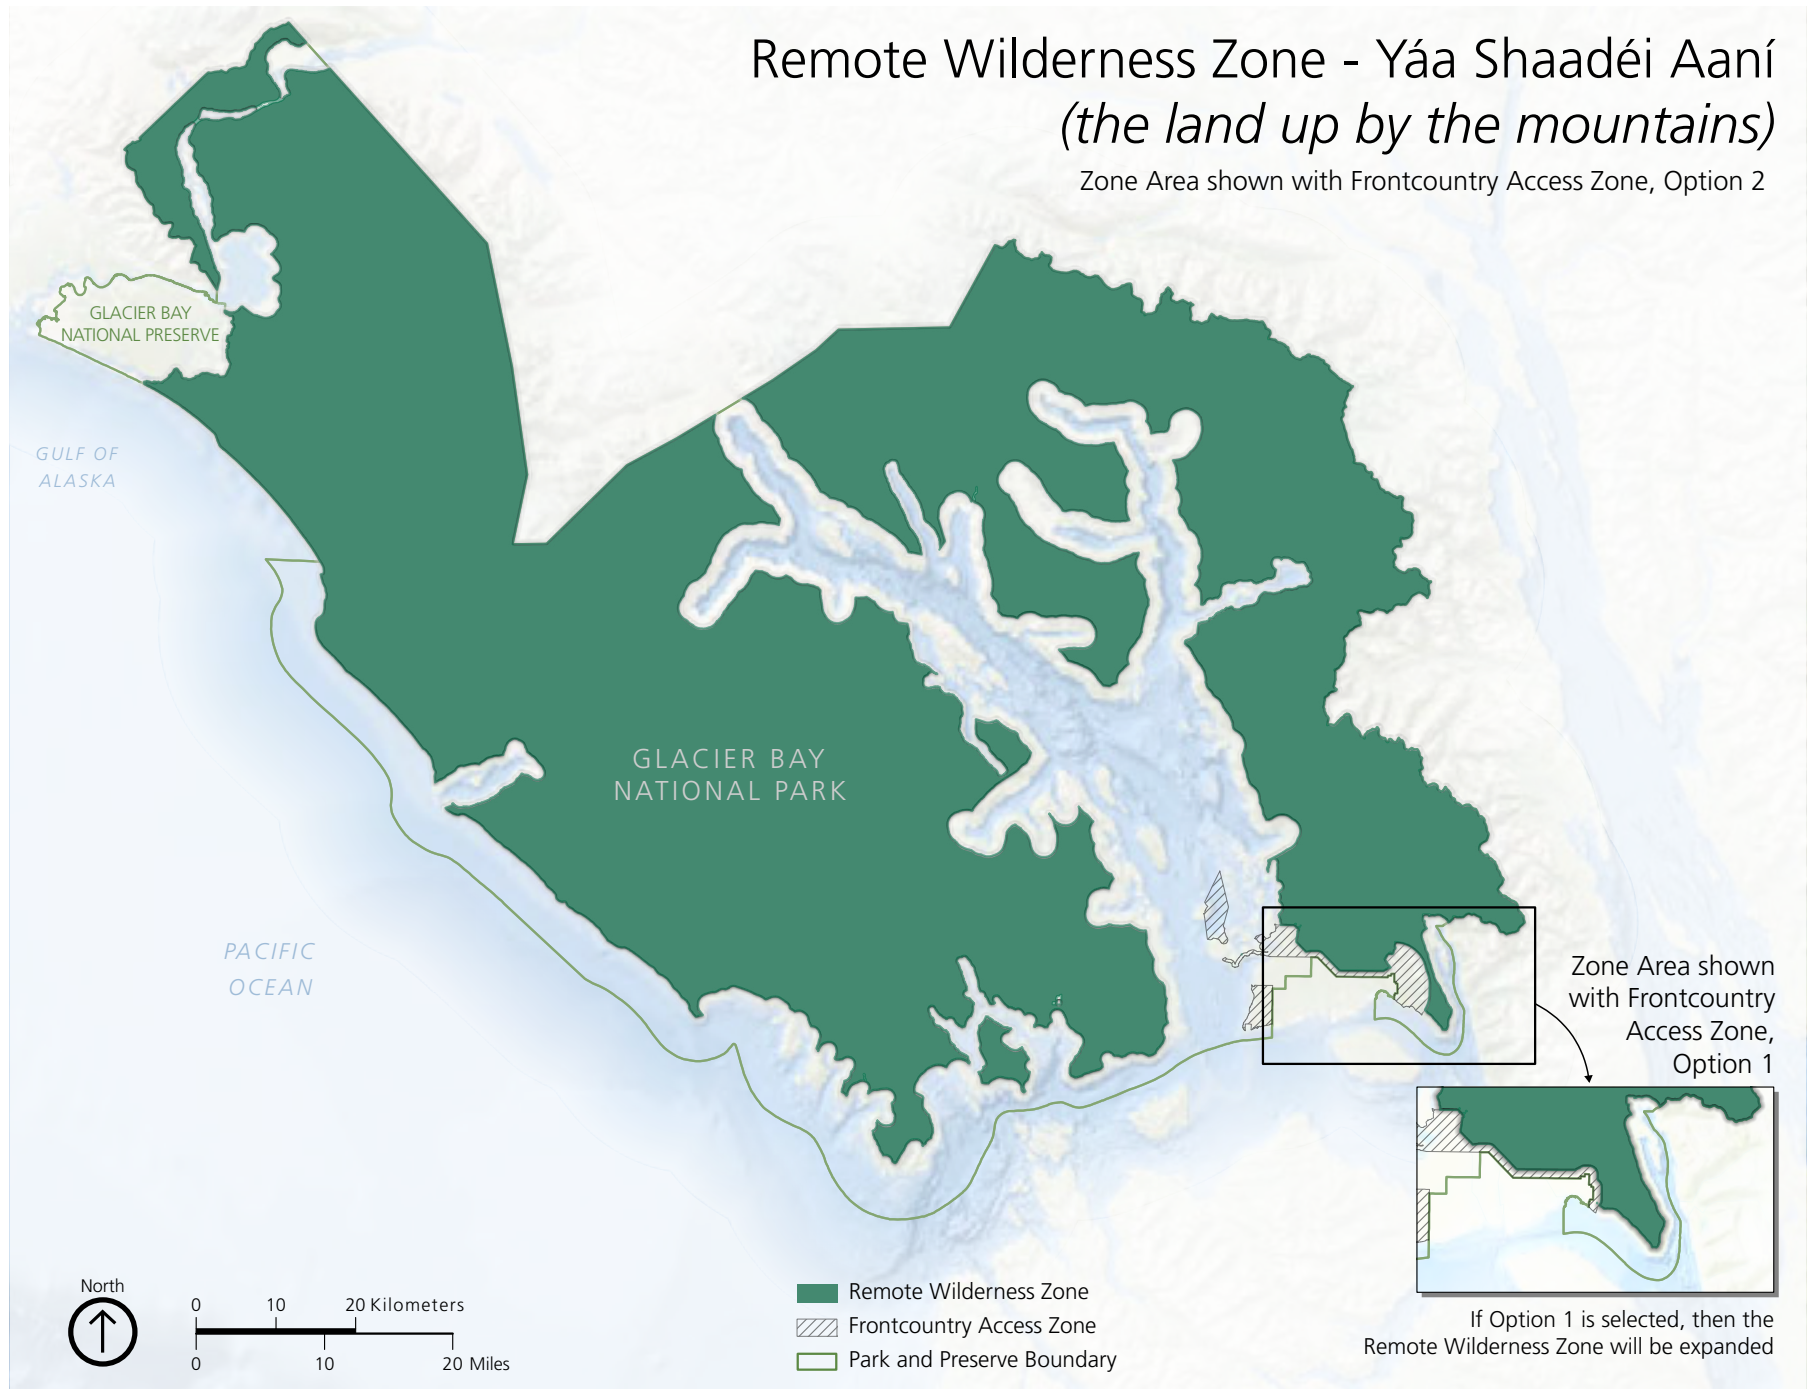 Remote Wilderness Zone - Yáa Shaadéi Aaní
(the land up by the mountains)
Zone Area shown with Frontcountry Access Zone, Option 2
GLACIER BAY
NATIONAL PRESERVE
GULF OF
ALASKA
GLACIER BAY
NATIONAL PARK
PACIFIC
OCEAN
Zone Area shown
with Frontcountry
Access Zone,
Option 1
If Option 1 is selected, then the
Remote Wilderness Zone will be expanded
North
0 10 20 Kilometers
0 10 20 Miles
Remote Wilderness Zone
Frontcountry Access Zone
Park and Preserve Boundary